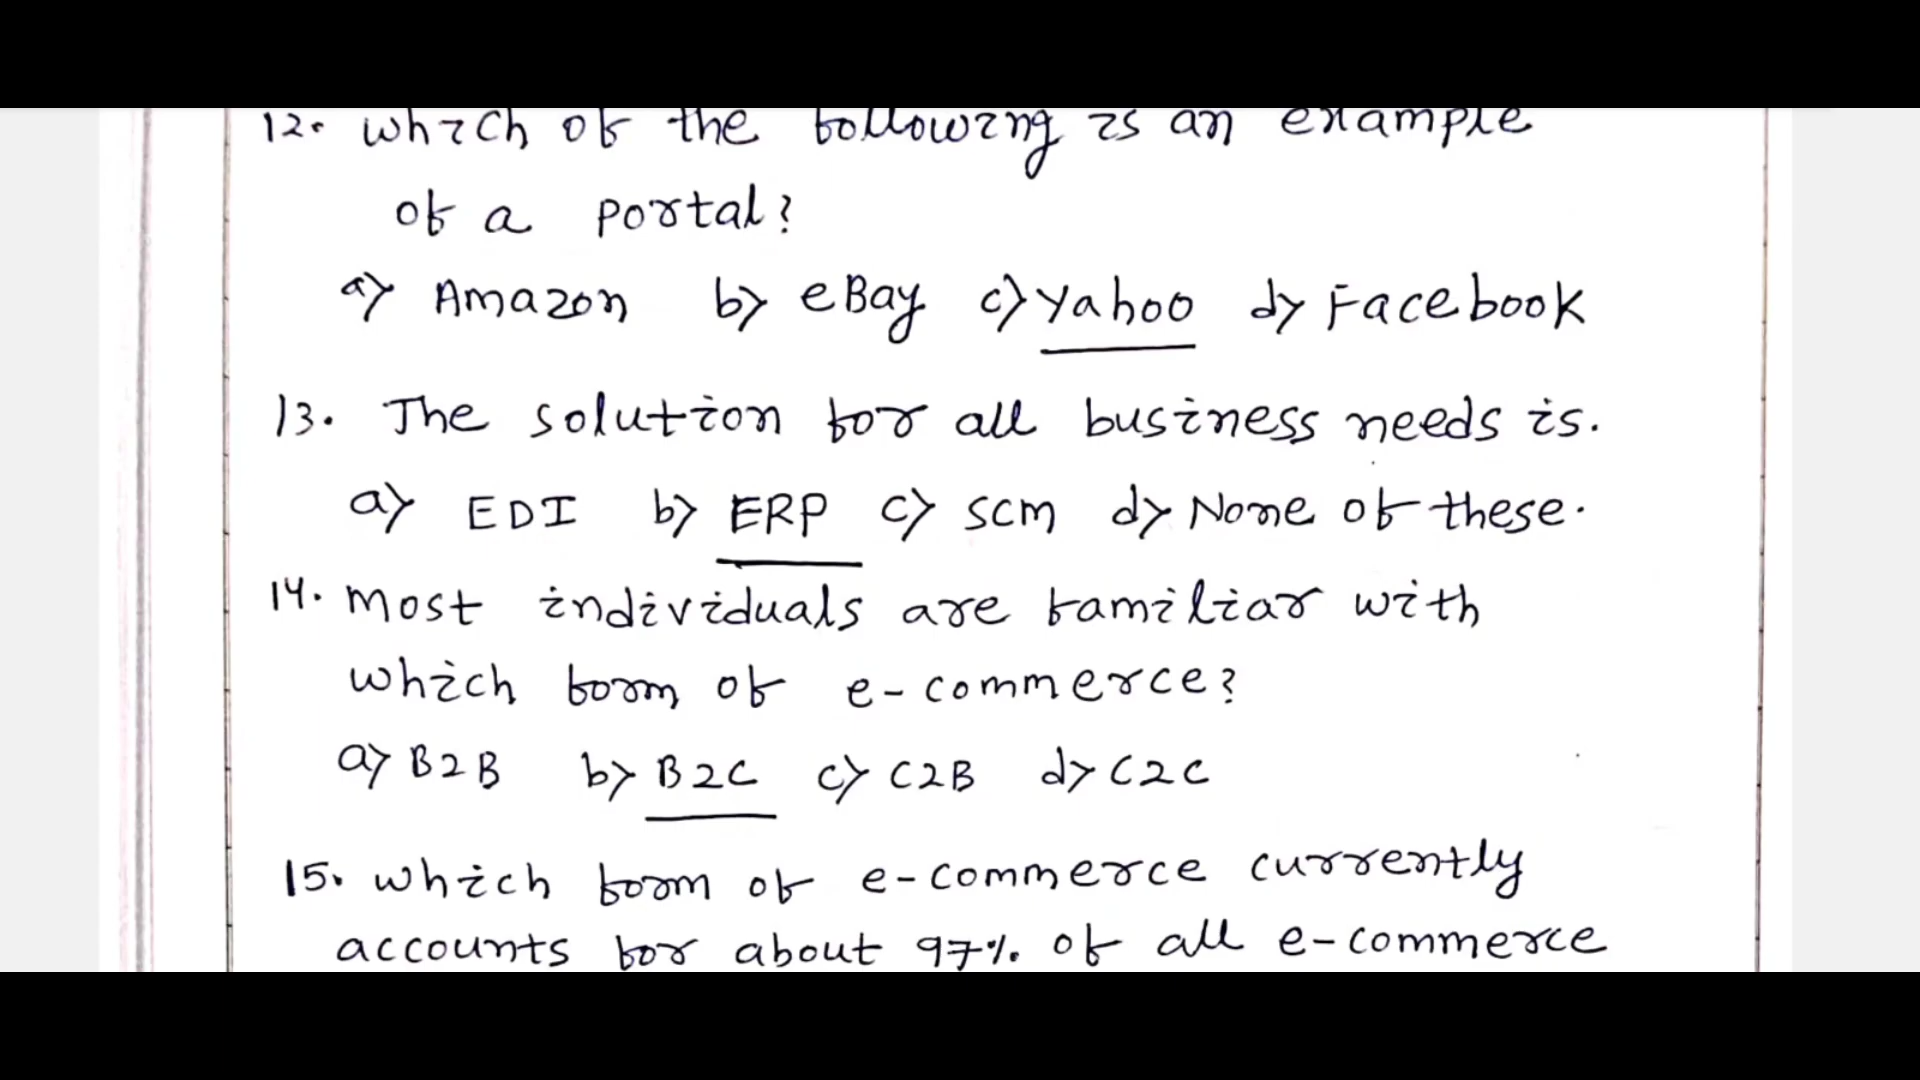 12. which of the following is an example
of a portal?
a) Amazon b) eBay c) Yahoo d) Facebook
13. The solution for all business needs is.
a) EDI b) ERP c) SCM d) None of these.
14. Most individuals are familiar with
which form of e-commerce?
a) B2B b) B2C c) C2B d) C2C
15. which form of e-commerce currently
accounts for about 97% of all e-commerce